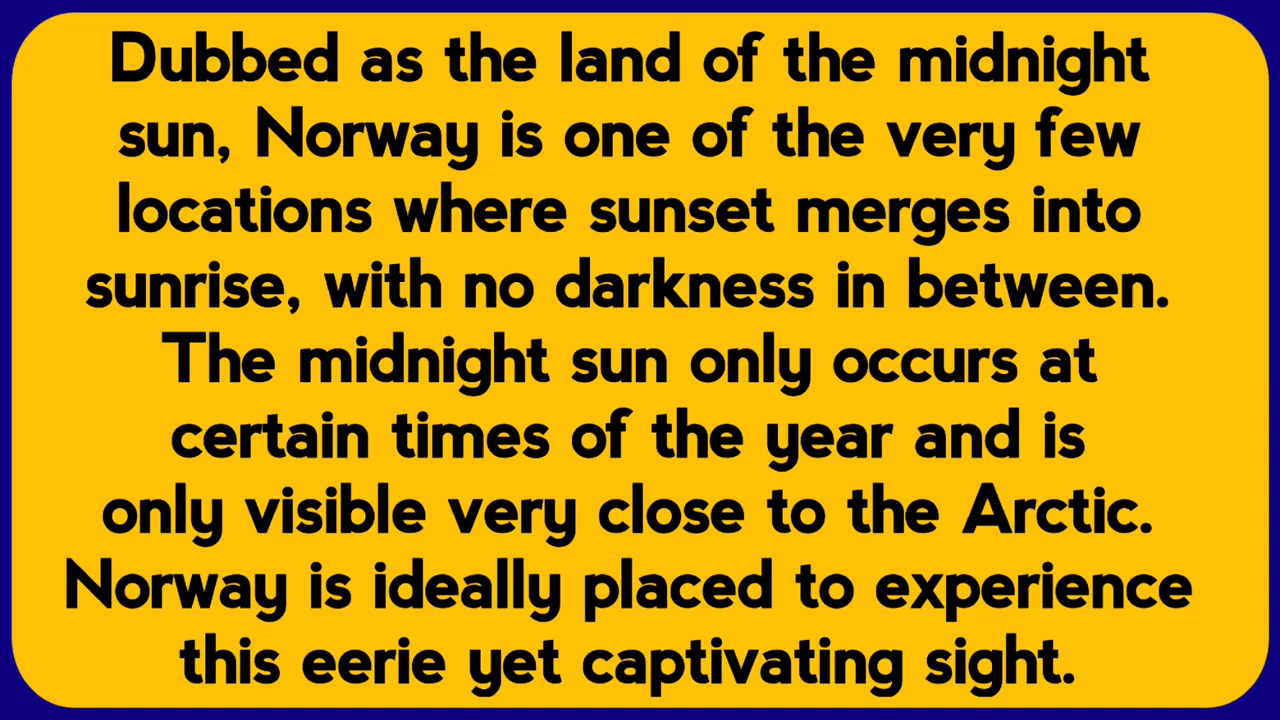 Dubbed as the land of the midnight
sun, Norway is one of the very few
locations where sunset merges into
sunrise, with no darkness in between.
The midnight sun only occurs at
certain times of the year and is
only visible very close to the Arctic.
Norway is ideally placed to experience
this eerie yet captivating sight.